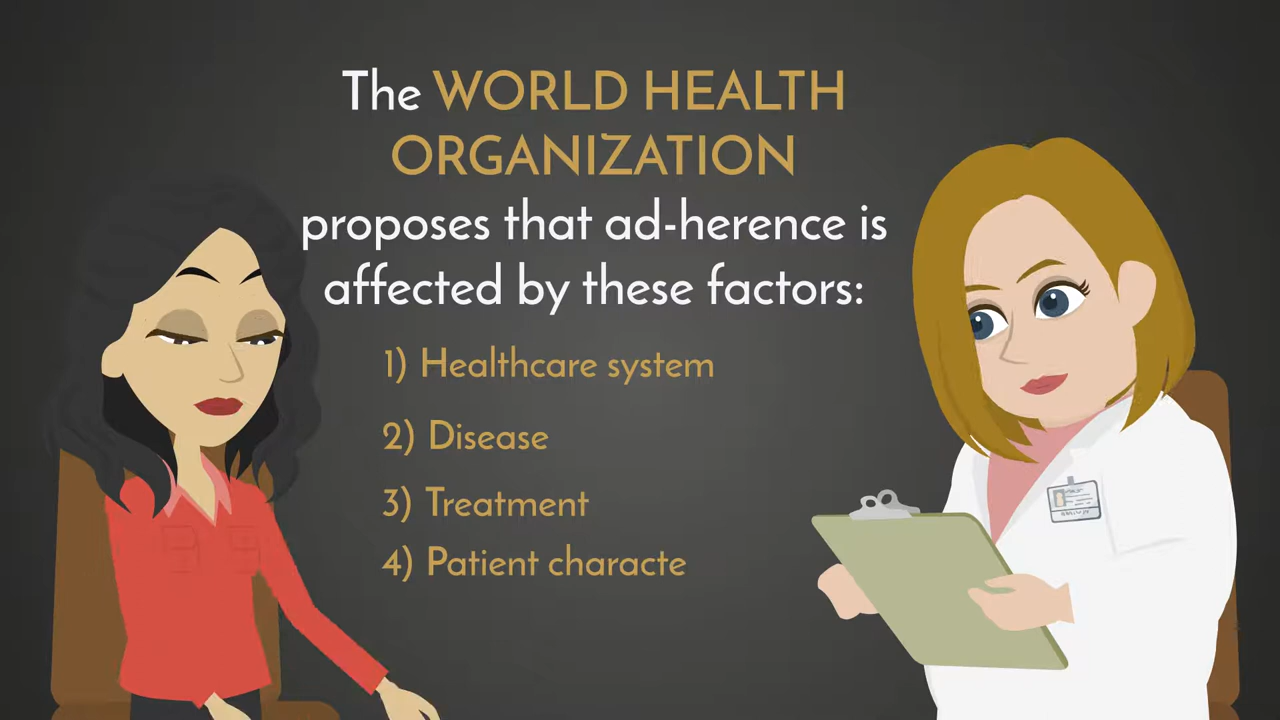 The WORLD HEALTH
ORGANIZATION
proposes that ad-herence is
affected by these factors:
1) Healthcare system
2) Disease
3) Treatment
4) Patient characte